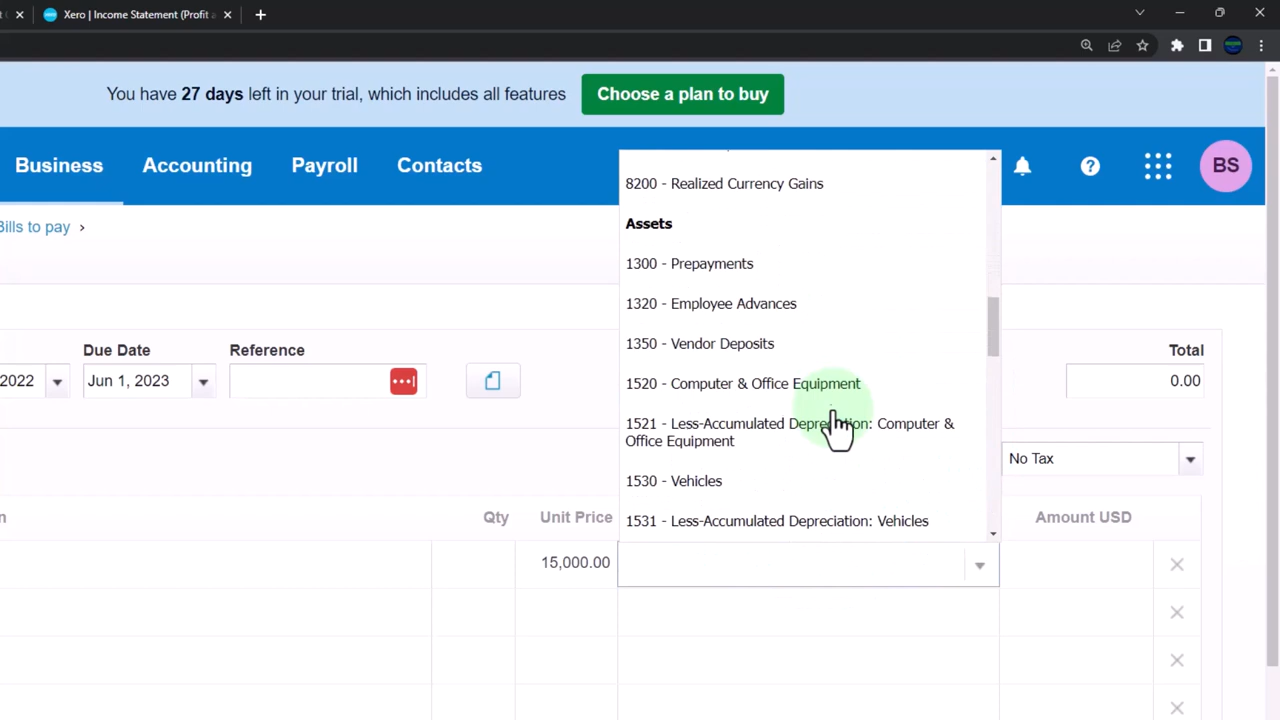 Xero | Income Statement (Profit a
You have 27 days left in your trial, which includes all features
Choose a plan to buy
Business
Accounting
Payroll
Contacts
BS
Bills to pay
8200 - Realized Currency Gains
Assets
1300 - Prepayments
1320 - Employee Advances
1350 - Vendor Deposits
1520 - Computer & Office Equipment
1521 - Less-Accumulated Depreciation: Computer &
Office Equipment
1530 - Vehicles
1531 - Less-Accumulated Depreciation: Vehicles
Due Date
Reference
Total
2022
Jun 1, 2023
0.00
No Tax
n
Qty
Unit Price
Amount USD
15,000.00